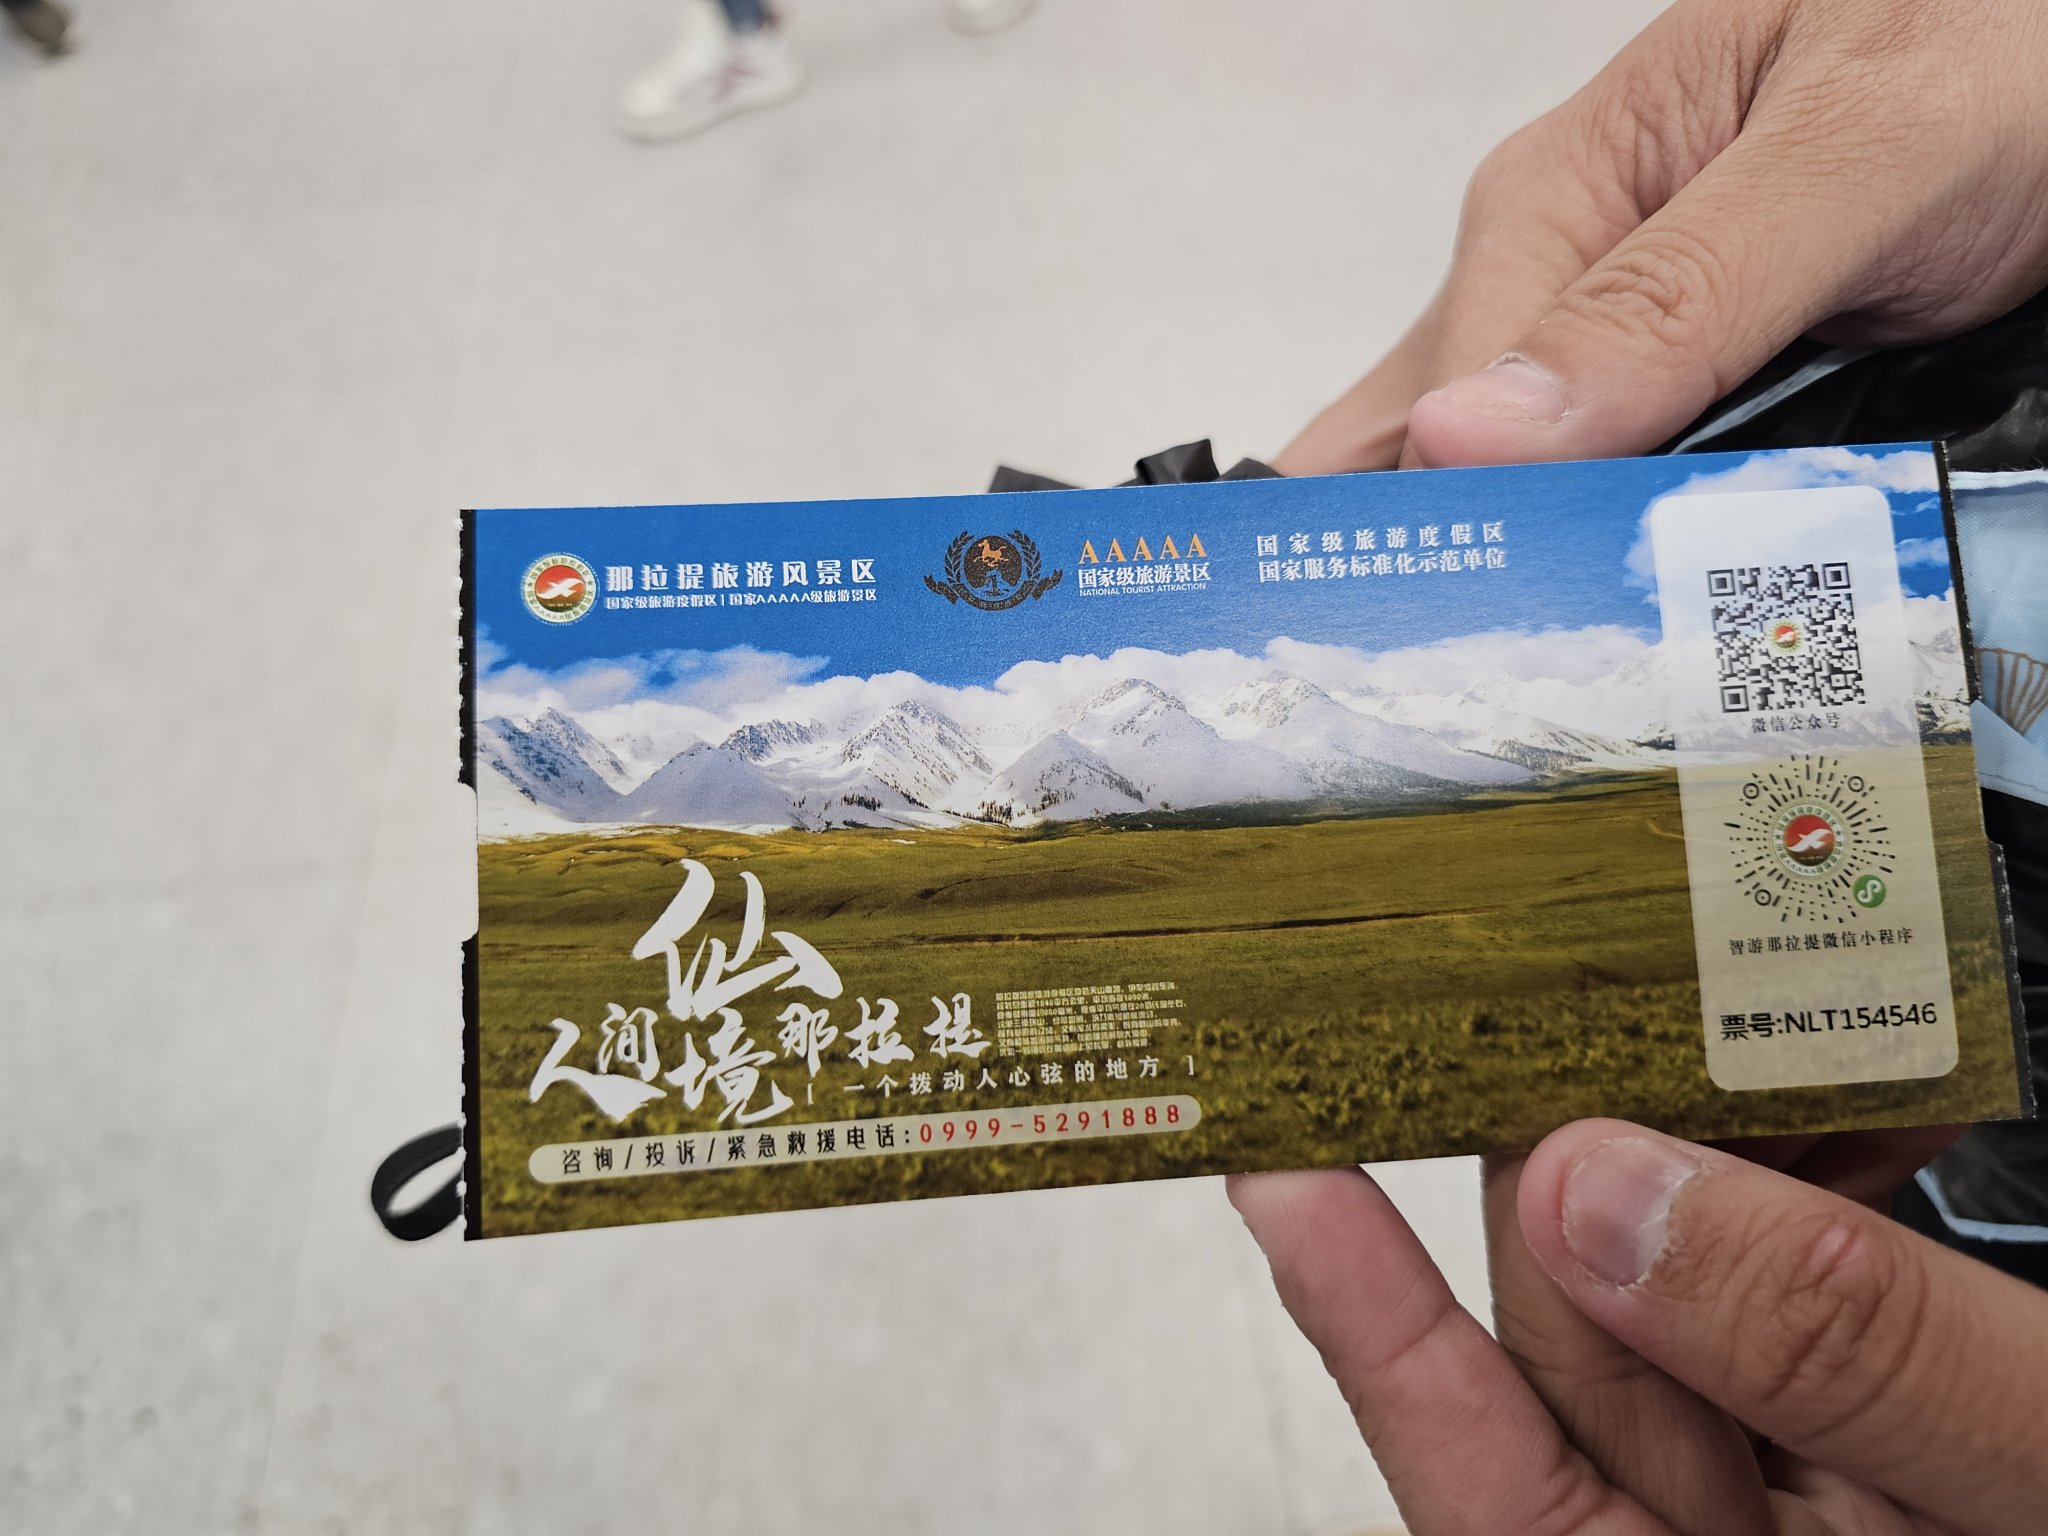 那拉提旅游风景区
国家级旅游度假区|国家AAAAA级旅游景区
AAAAA
国家级旅游景区
NATIONAL TOURIST ATTRACTION
国家级旅游度假区
国家服务标准化示范单位
微信公众号
智游那拉提微信小程序
票号:NLT154546
人间仙境那拉提
[一个拨动人心弦的地方]
咨询/投诉/紧急救援电话:0999-5291888